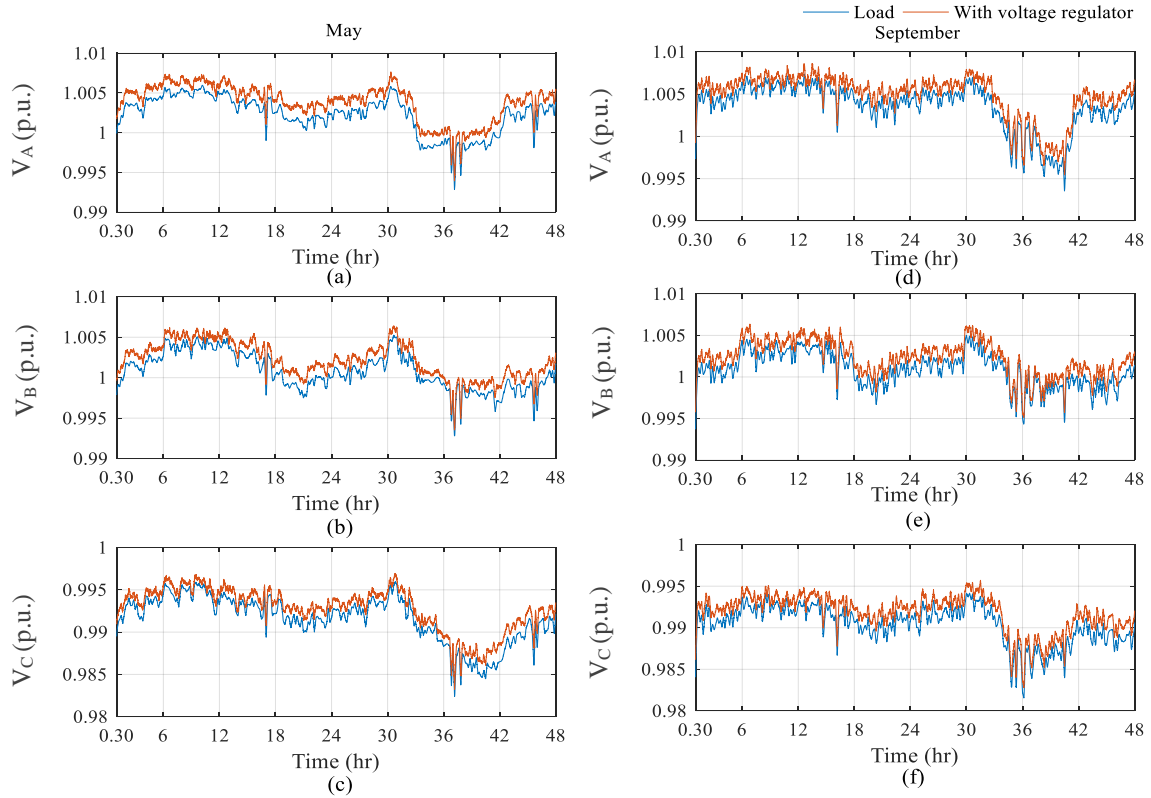 Load With voltage regulator
May
September
1.01
1.005
1
0.995
0.99
V_A (p.u.)
0.30 6 12 18 24 30 36 42 48
Time (hr)
(a)
1.01
1.005
1
0.995
0.99
V_A (p.u.)
0.30 6 12 18 24 30 36 42 48
Time (hr)
(d)
1.01
1.005
1
0.995
0.99
V_B (p.u.)
0.30 6 12 18 24 30 36 42 48
Time (hr)
(b)
1.01
1.005
1
0.995
0.99
V_B (p.u.)
0.30 6 12 18 24 30 36 42 48
Time (hr)
(e)
1
0.995
0.99
0.985
0.98
V_C (p.u.)
0.30 6 12 18 24 30 36 42 48
Time (hr)
(c)
1
0.995
0.99
0.985
0.98
V_C (p.u.)
0.30 6 12 18 24 30 36 42 48
Time (hr)
(f)